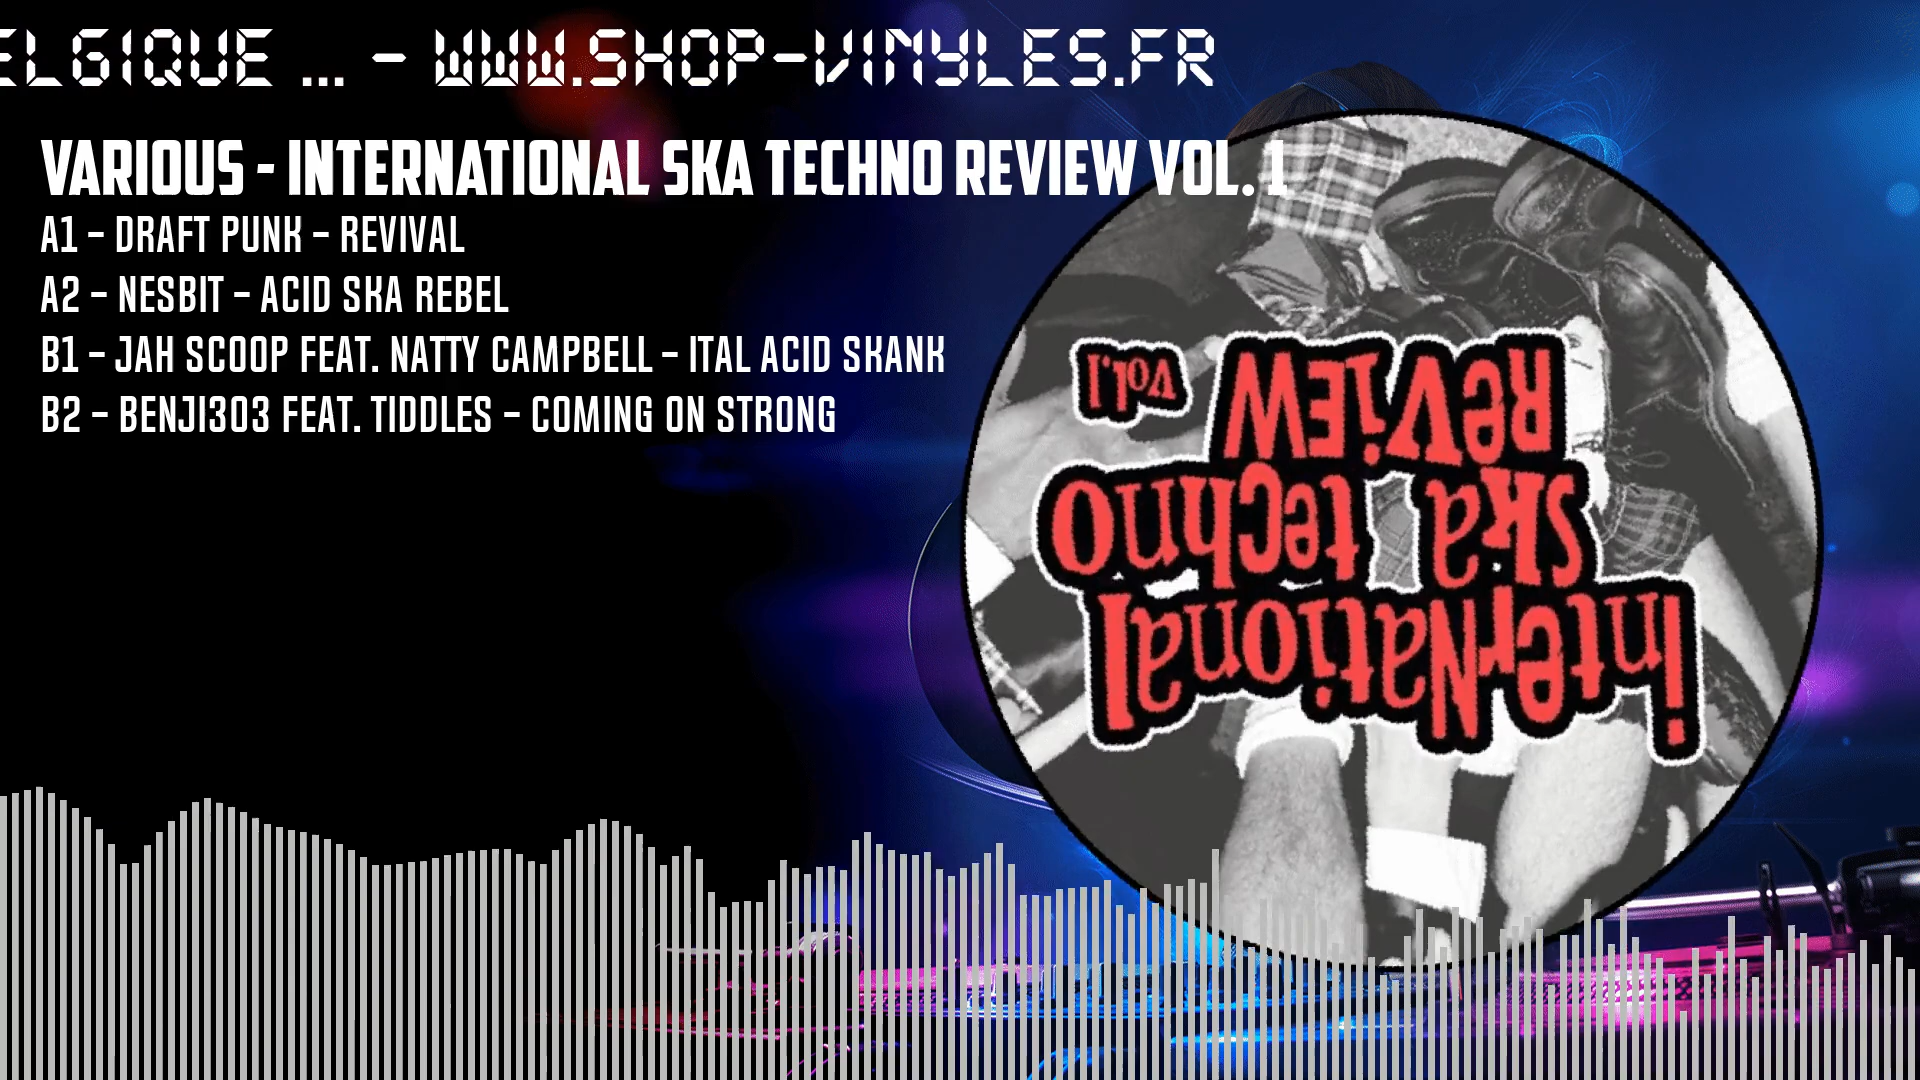 ELGIQUE ... - WWW.SHOP-VINYLES.FR
VARIOUS - INTERNATIONAL SKA TECHNO REVIEW VOL. 1
A1 – DRAFT PUNK – REVIVAL
A2 – NESBIT – ACID SKA REBEL
B1 – JAH SCOOP FEAT. NATTY CAMPBELL – ITAL ACID SKANK
B2 – BENJI303 FEAT. TIDDLES – COMING ON STRONG
iNterNational
ska techno
Review
Vol.1